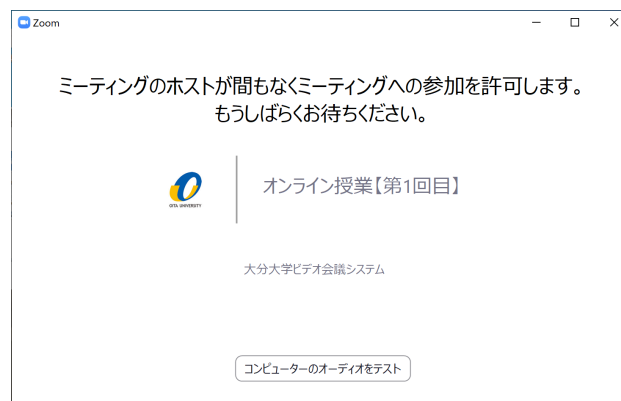 Zoom
ミーティングのホストが間もなくミーティングへの参加を許可します。
もうしばらくお待ちください。
OITA UNIVERSITY
オンライン授業【第1回目】
大分大学ビデオ会議システム
コンピューターのオーディオをテスト